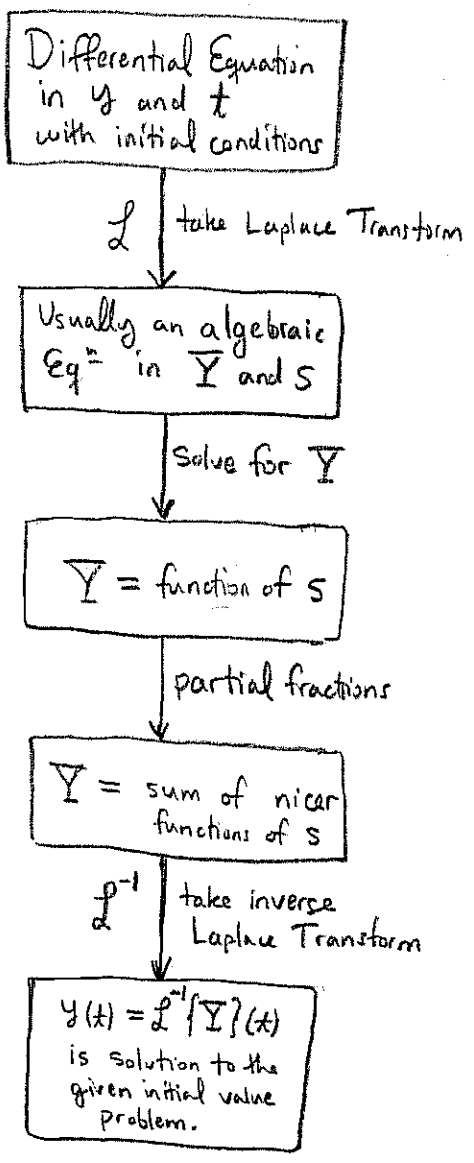 Differential Equation
in y and t
with initial conditions
ℒ take Laplace Transform
Usually an algebraic
Eqⁿ in Y and S
Solve for Y
Y = function of S
partial fractions
Y = sum of nicer
functions of S
ℒ⁻¹ take inverse
Laplace Transform
y(t) = ℒ⁻¹{Y}(t)
is solution to the
given initial value
problem.